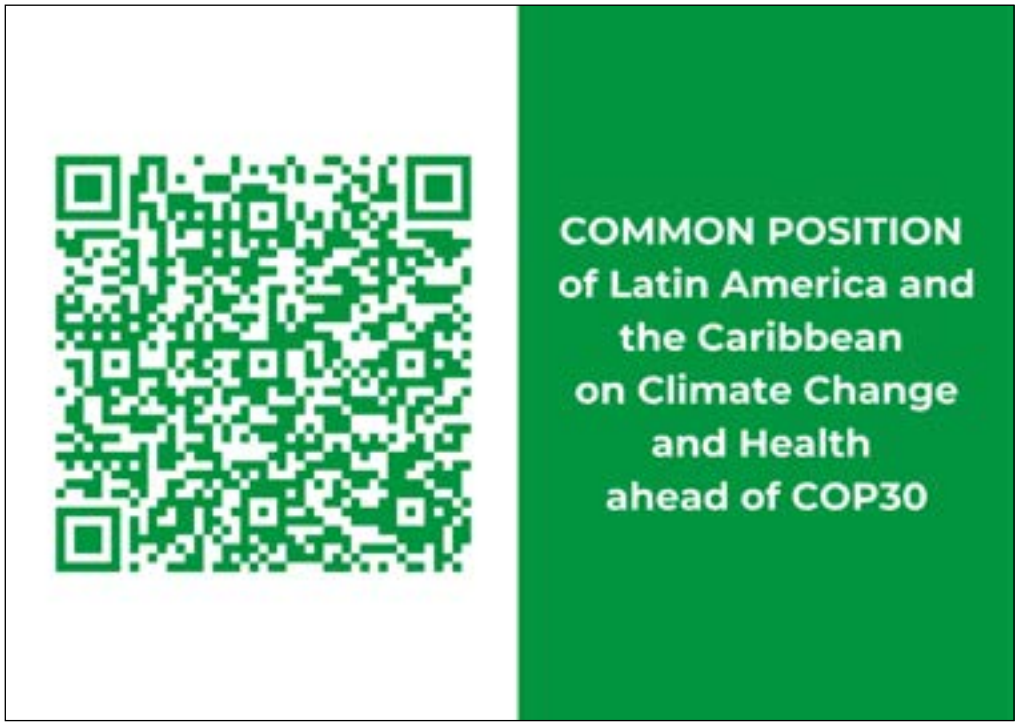 COMMON POSITION
of Latin America and
the Caribbean
on Climate Change
and Health
ahead of COP30